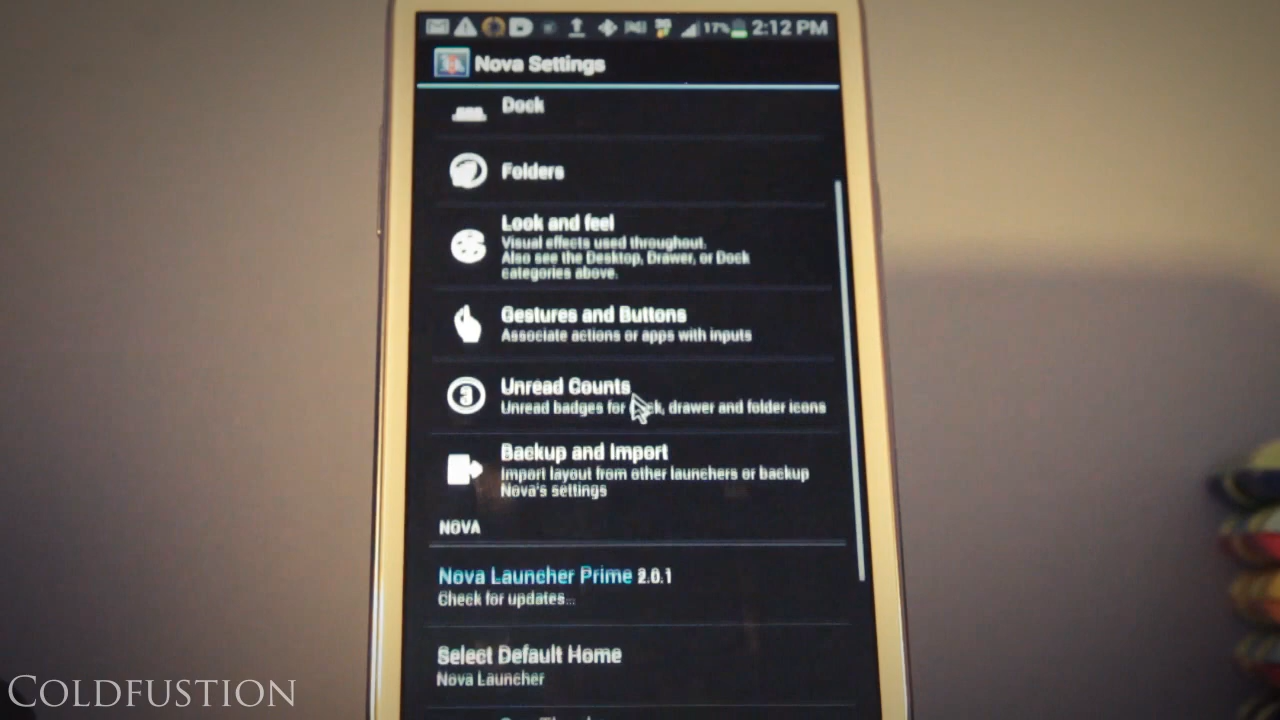 17% 2:12 PM
Nova Settings
Dock
Folders
Look and feel
Visual effects used throughout.
Also see the Desktop, Drawer, or Dock
categories above.
Gestures and Buttons
Associate actions or apps with inputs
3
Unread Counts
Unread badges for drawer and folder icons
Backup and Import
Import layout from other launchers or backup
Nova's settings
NOVA
Nova Launcher Prime 2.0.1
Check for updates...
Select Default Home
Nova Launcher
COLDFUSTION